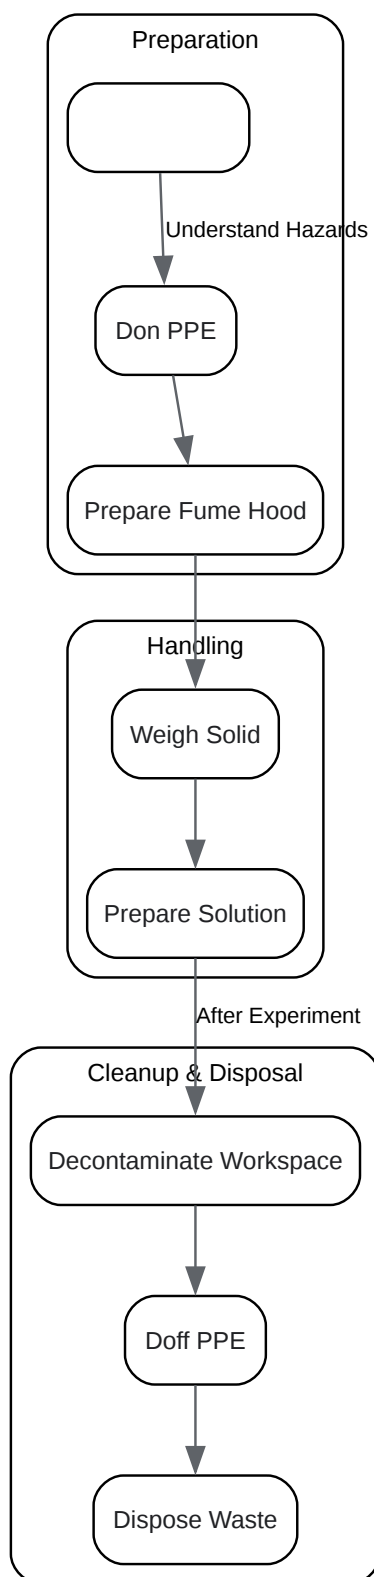 Preparation
Understand Hazards
Don PPE
Prepare Fume Hood
Handling
Weigh Solid
Prepare Solution
After Experiment
Cleanup & Disposal
Decontaminate Workspace
Doff PPE
Dispose Waste